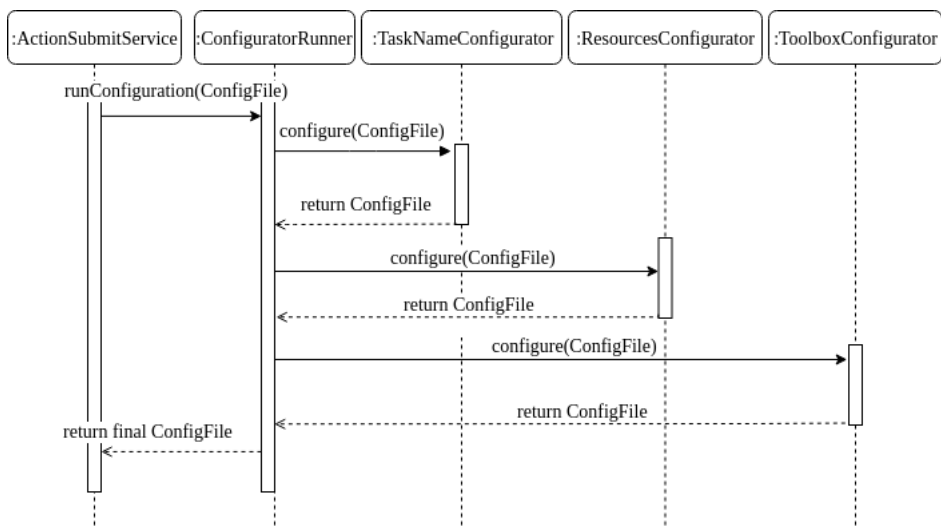 :ActionSubmitService
:ConfiguratorRunner
:TaskNameConfigurator
:ResourcesConfigurator
:ToolboxConfigurator
runConfiguration(ConfigFile)
configure(ConfigFile)
return ConfigFile
configure(ConfigFile)
return ConfigFile
configure(ConfigFile)
return ConfigFile
return final ConfigFile